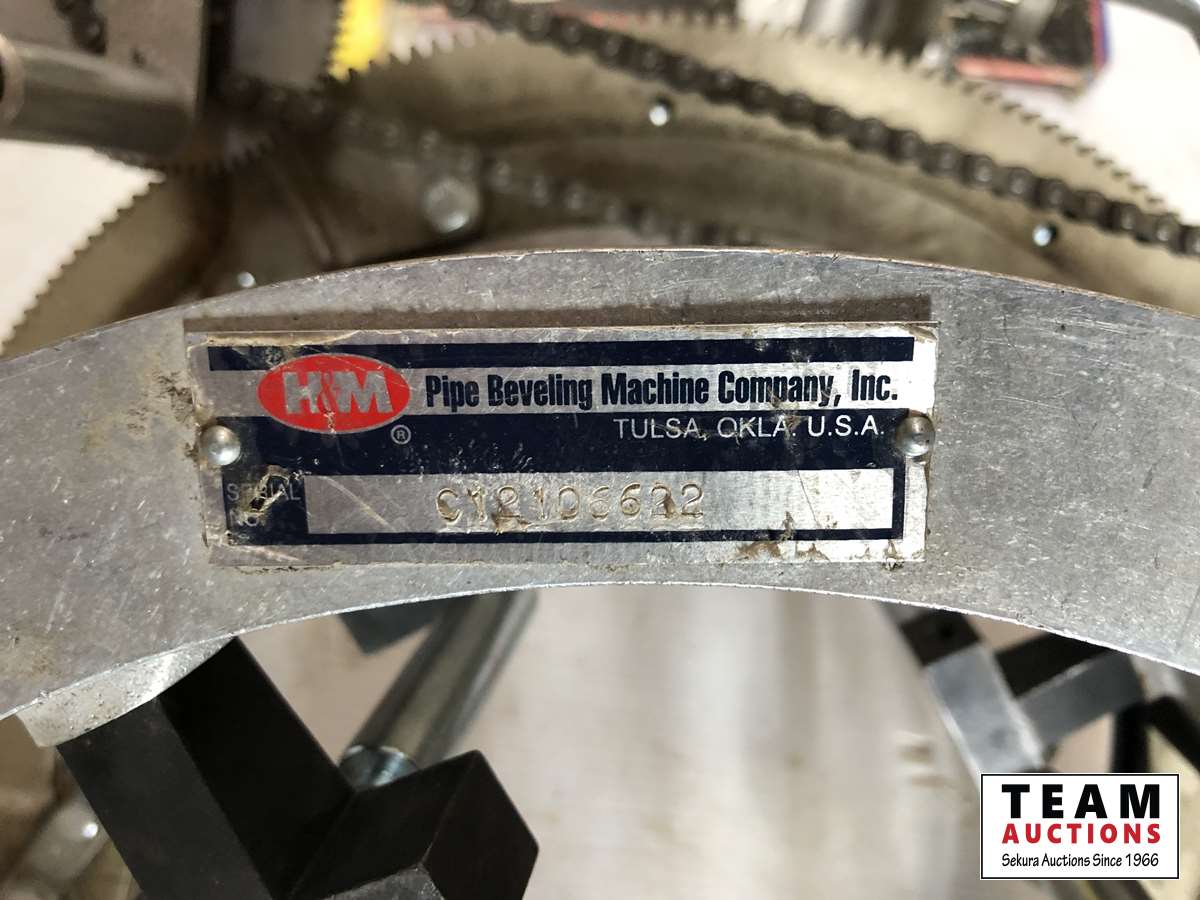 H&M® Pipe Beveling Machine Company, Inc.
TULSA, OKLA. U.S.A.
SERIAL
NO.
C12106622
TEAM
AUCTIONS
Sekura Auctions Since 1966